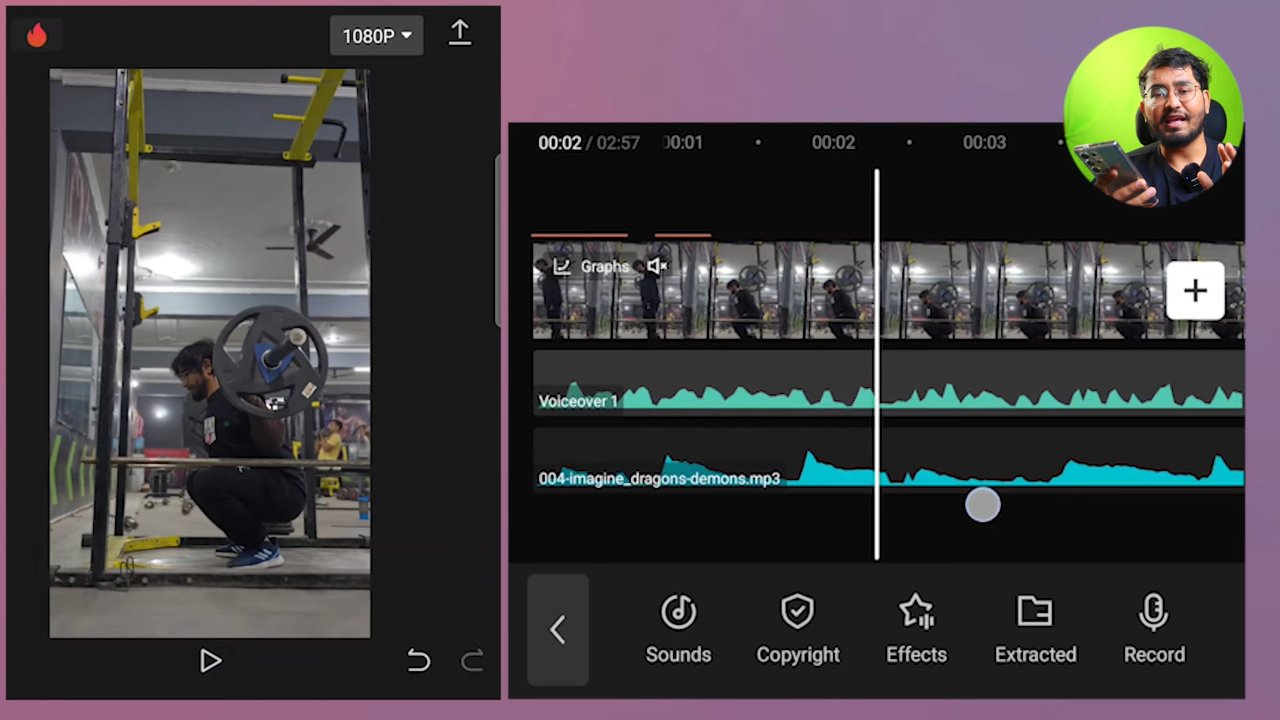 1080P
00:02 / 02:57
00:01
00:02
00:03
Graphs
Voiceover 1
004-imagine_dragons-demons.mp3
Sounds
Copyright
Effects
Extracted
Record